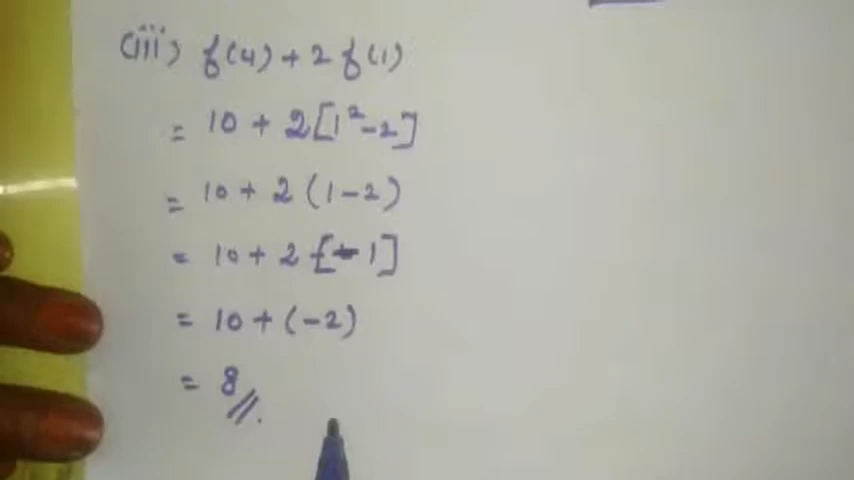 (iii) f(4) + 2 f(1)
= 10 + 2[1²-2]
= 10 + 2 (1-2)
= 10 + 2 [-1]
= 10 + (-2)
= 8//.